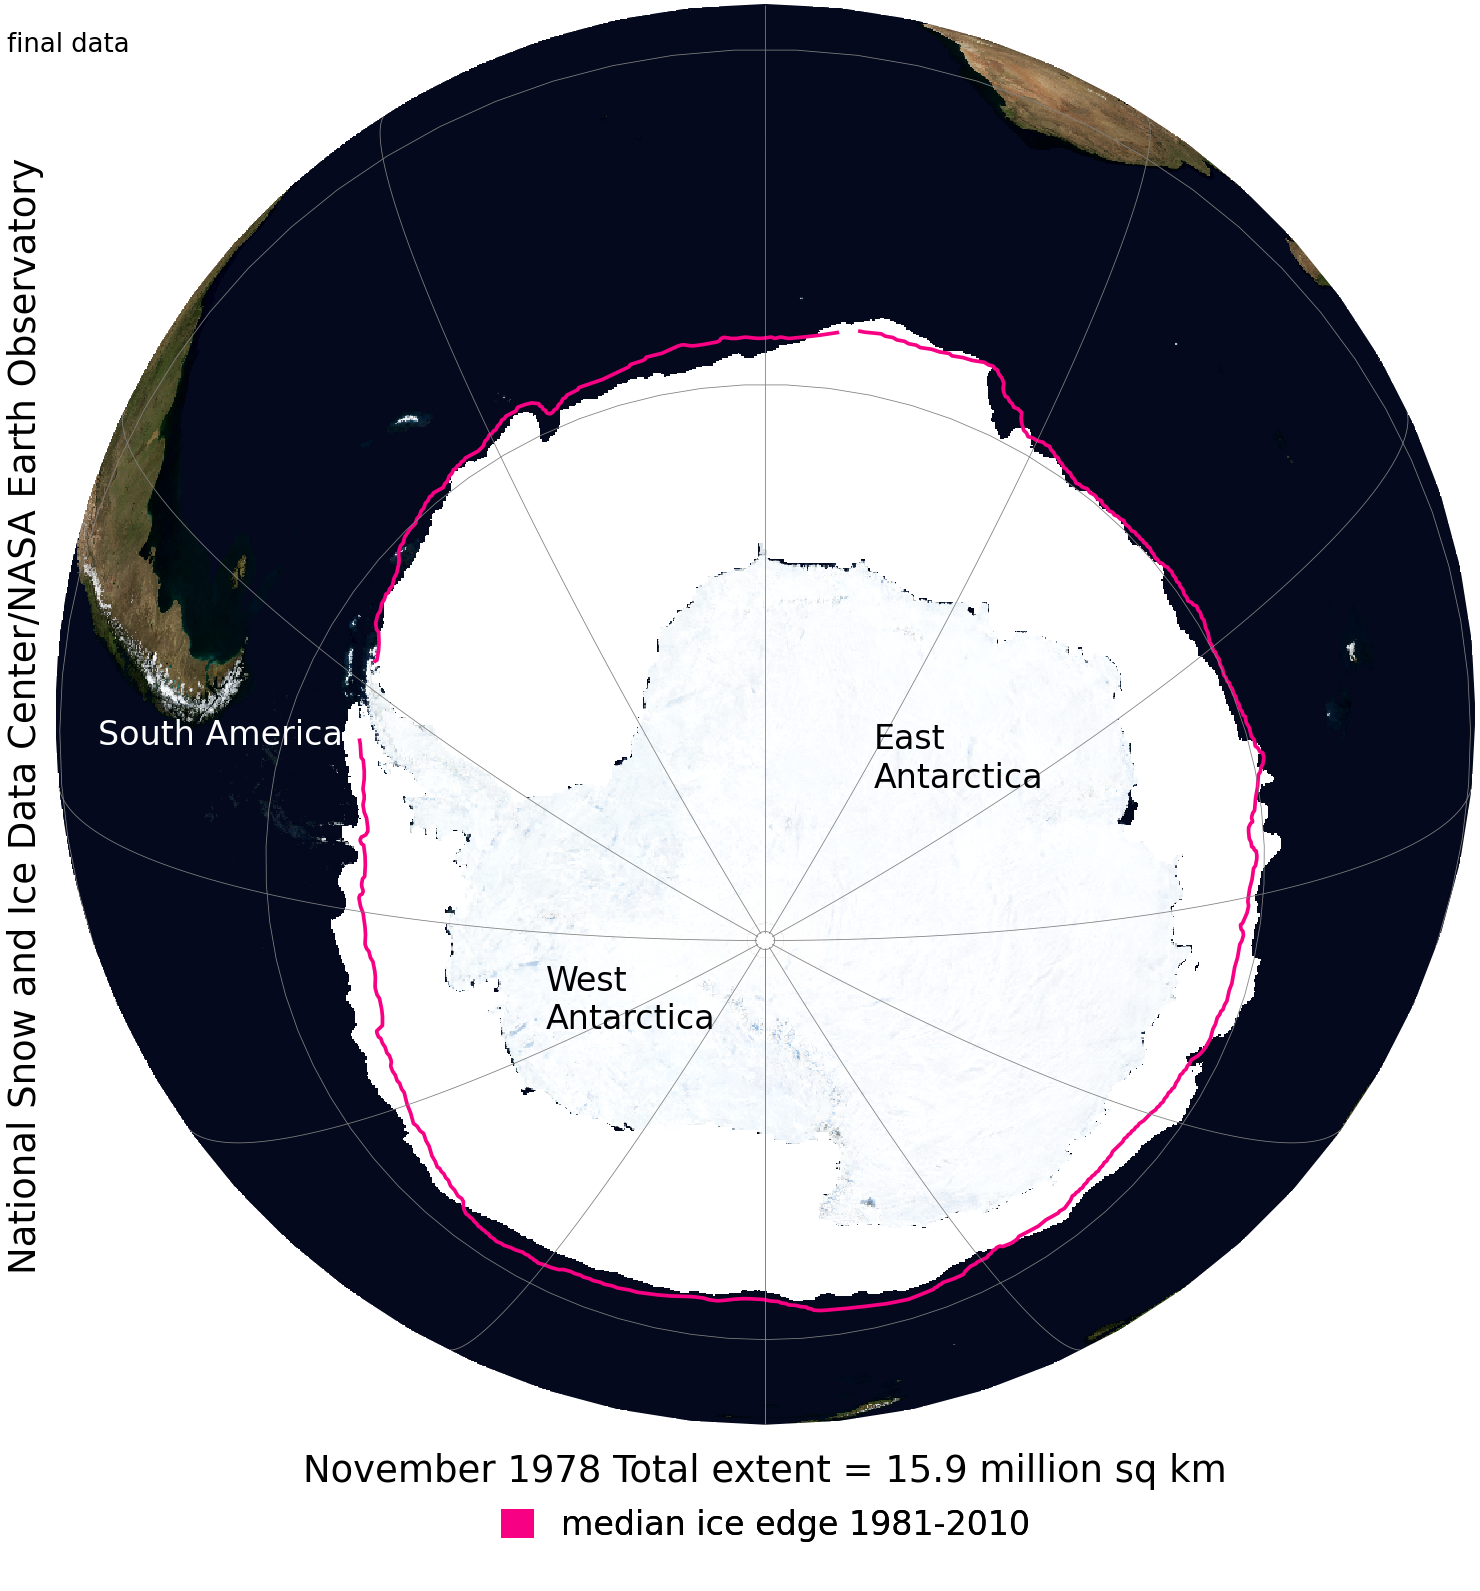 final data
National Snow and Ice Data Center/NASA Earth Observatory
South America
East
Antarctica
West
Antarctica
November 1978 Total extent = 15.9 million sq km
median ice edge 1981-2010